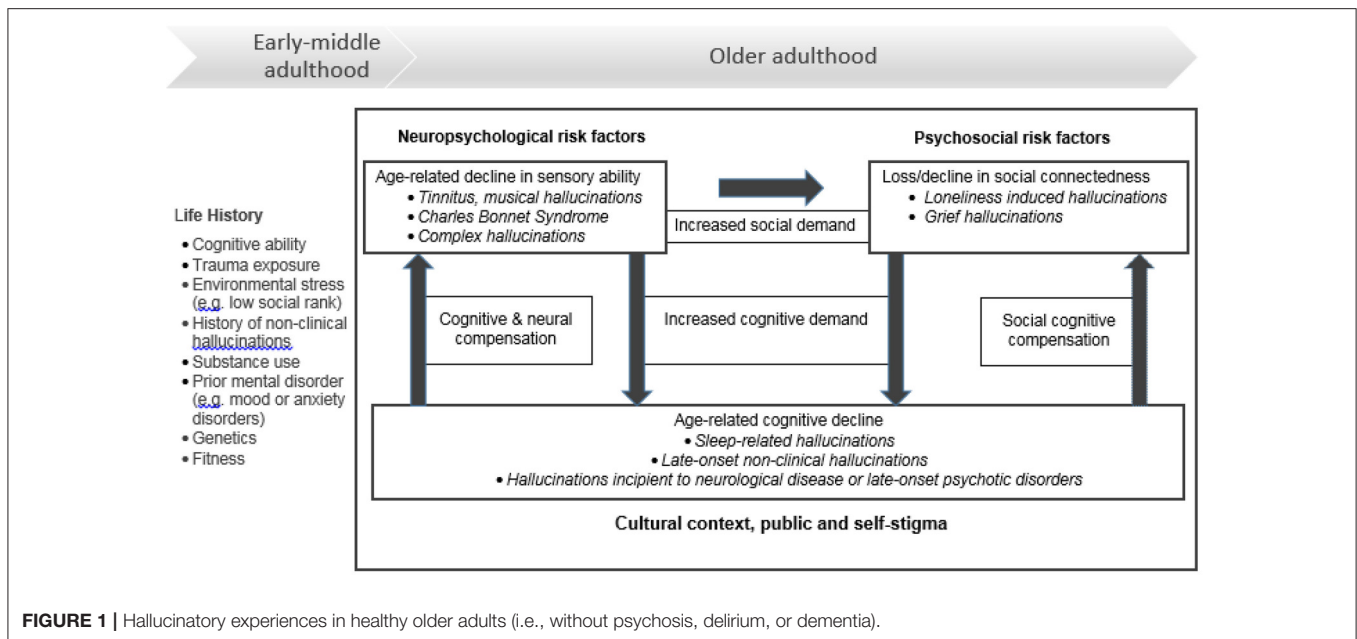 Early-middle
adulthood
Older adulthood
Life History
• Cognitive ability
• Trauma exposure
• Environmental stress
(e.g. low social rank)
• History of non-clinical
hallucinations
• Substance use
• Prior mental disorder
(e.g. mood or anxiety
disorders)
• Genetics
• Fitness
Neuropsychological risk factors
Psychosocial risk factors
Age-related decline in sensory ability
• Tinnitus, musical hallucinations
• Charles Bonnet Syndrome
• Complex hallucinations
Increased social demand
Loss/decline in social connectedness
• Loneliness induced hallucinations
• Grief hallucinations
Cognitive & neural
compensation
Increased cognitive demand
Social cognitive
compensation
Age-related cognitive decline
• Sleep-related hallucinations
• Late-onset non-clinical hallucinations
• Hallucinations incipient to neurological disease or late-onset psychotic disorders
Cultural context, public and self-stigma
FIGURE 1 | Hallucinatory experiences in healthy older adults (i.e., without psychosis, delirium, or dementia).